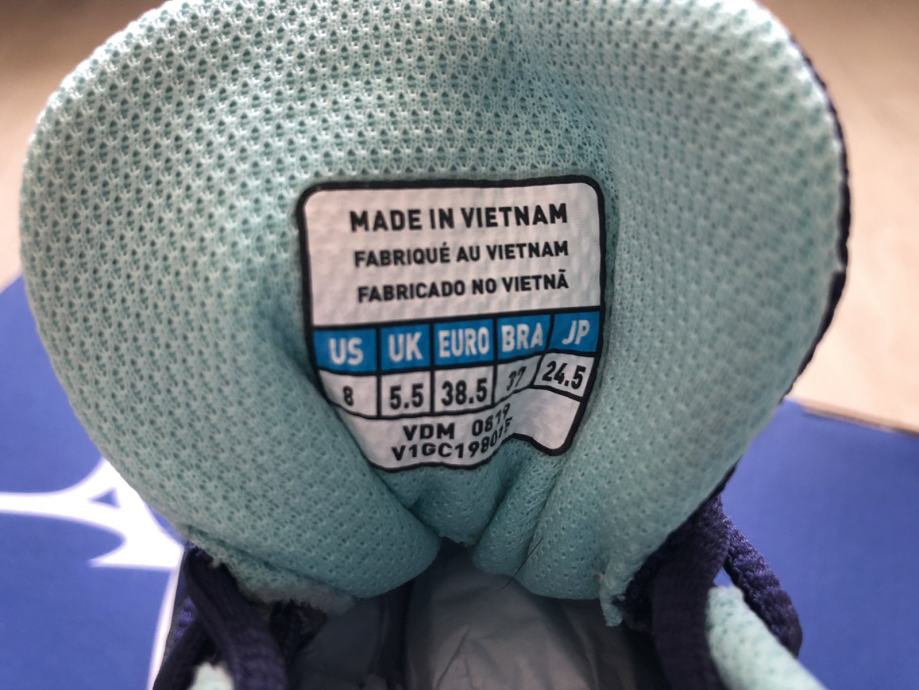 MADE IN VIETNAM
FABRIQUÉ AU VIETNAM
FABRICADO NO VIETNÃ
US UK EURO BRA JP
8 5.5 38.5 37 24.5
VDM 0819